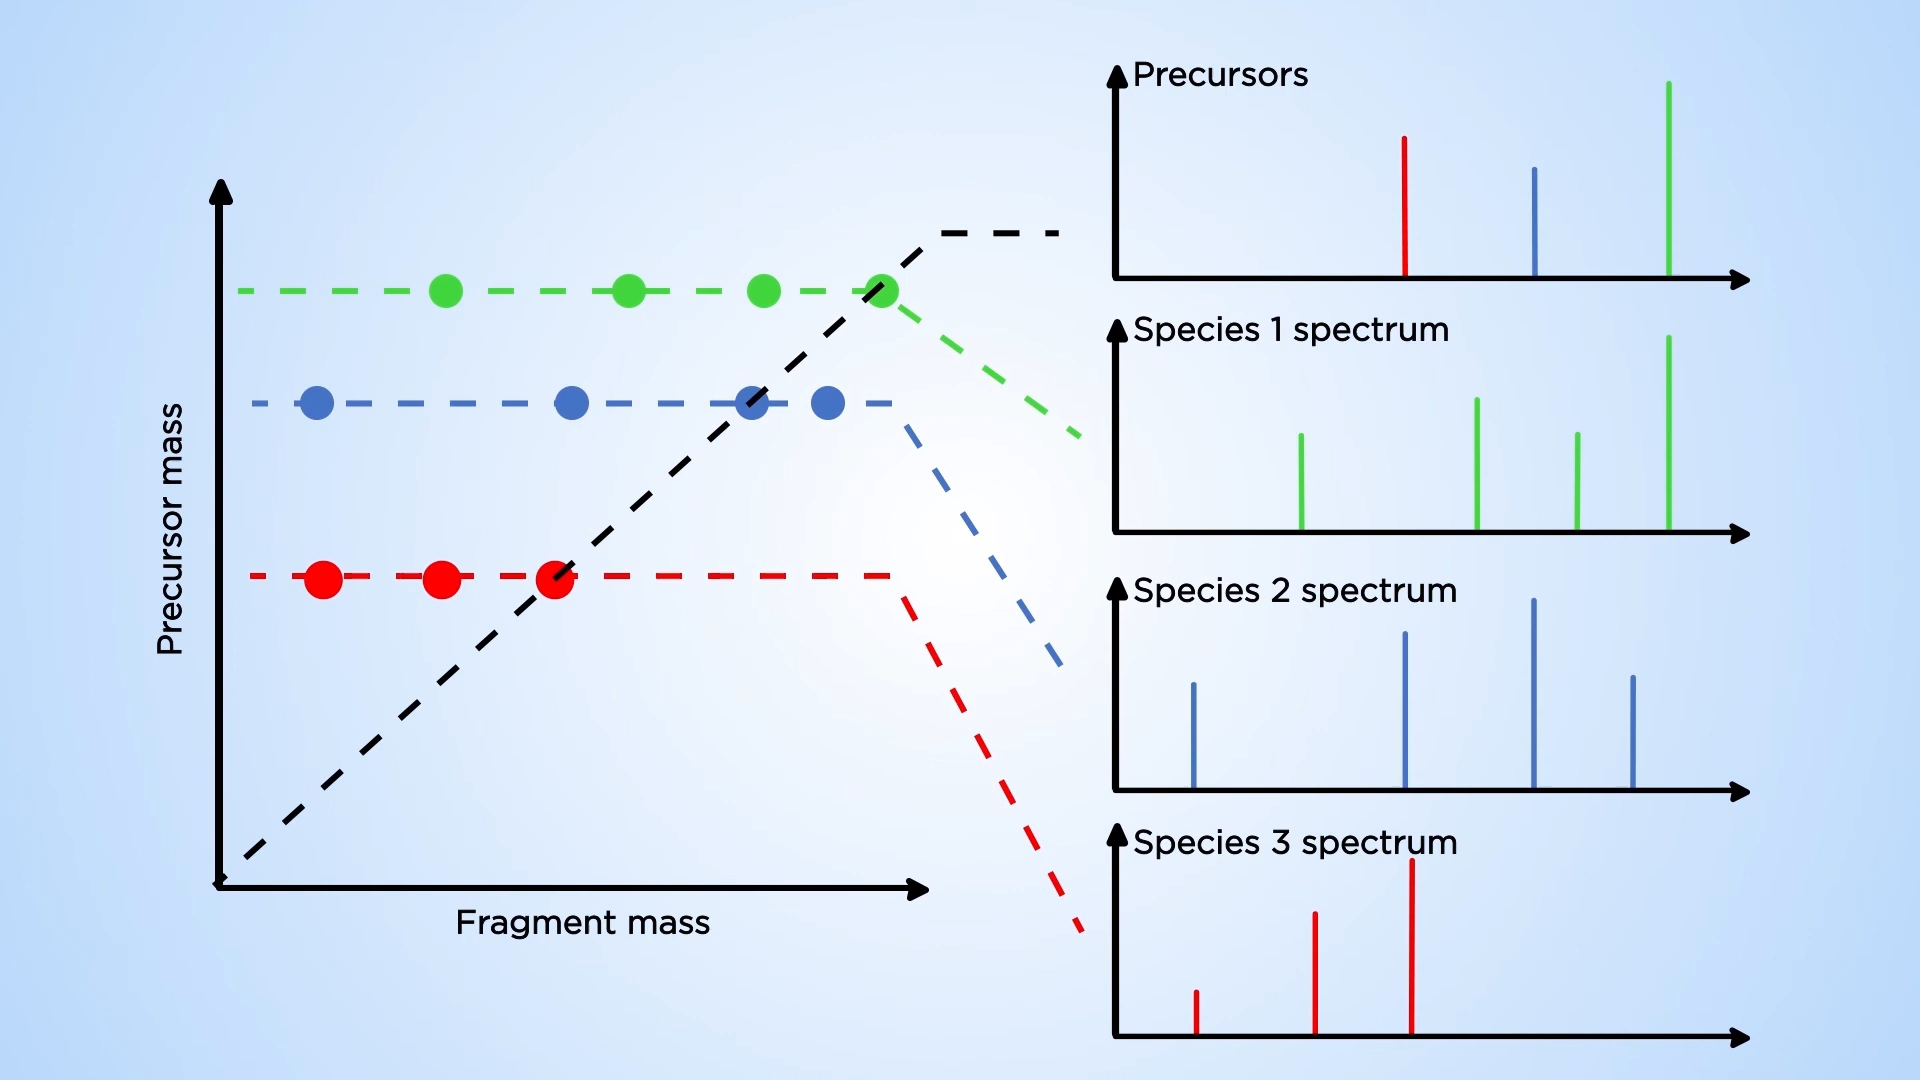 Precursor mass
Fragment mass
Precursors
Species 1 spectrum
Species 2 spectrum
Species 3 spectrum